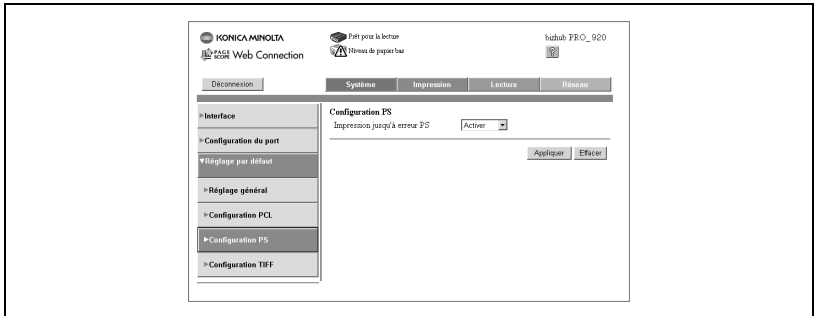 KONICA MINOLTA
PAGE SCOPE Web Connection
Prêt pour la lecture
Niveau de papier bas
bizhub PRO_920
?
Déconnexion
Système Impression Lecture Réseau
Interface
Configuration du port
Réglage par défaut
Réglage général
Configuration PCL
Configuration PS
Configuration TIFF
Configuration PS
Impression jusqu'à erreur PS Activer
Appliquer Effacer